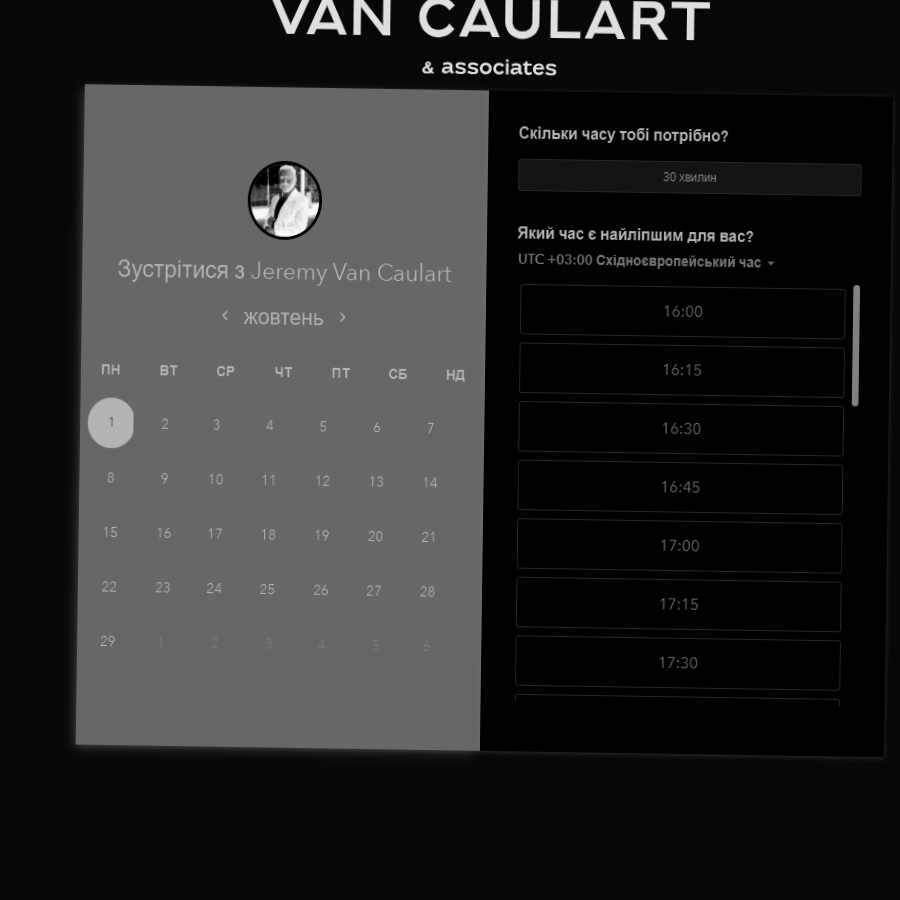 VAN CAULART
& associates
Зустрітися з Jeremy Van Caulart
‹ жовтень ›
ПН ВТ СР ЧТ ПТ СБ НД
1 2 3 4 5 6 7
8 9 10 11 12 13 14
15 16 17 18 19 20 21
22 23 24 25 26 27 28
29 1 2 3 4 5 6
Скільки часу тобі потрібно?
30 хвилин
Який час є найліпшим для вас?
UTC +03:00 Східноєвропейський час
16:00
16:15
16:30
16:45
17:00
17:15
17:30